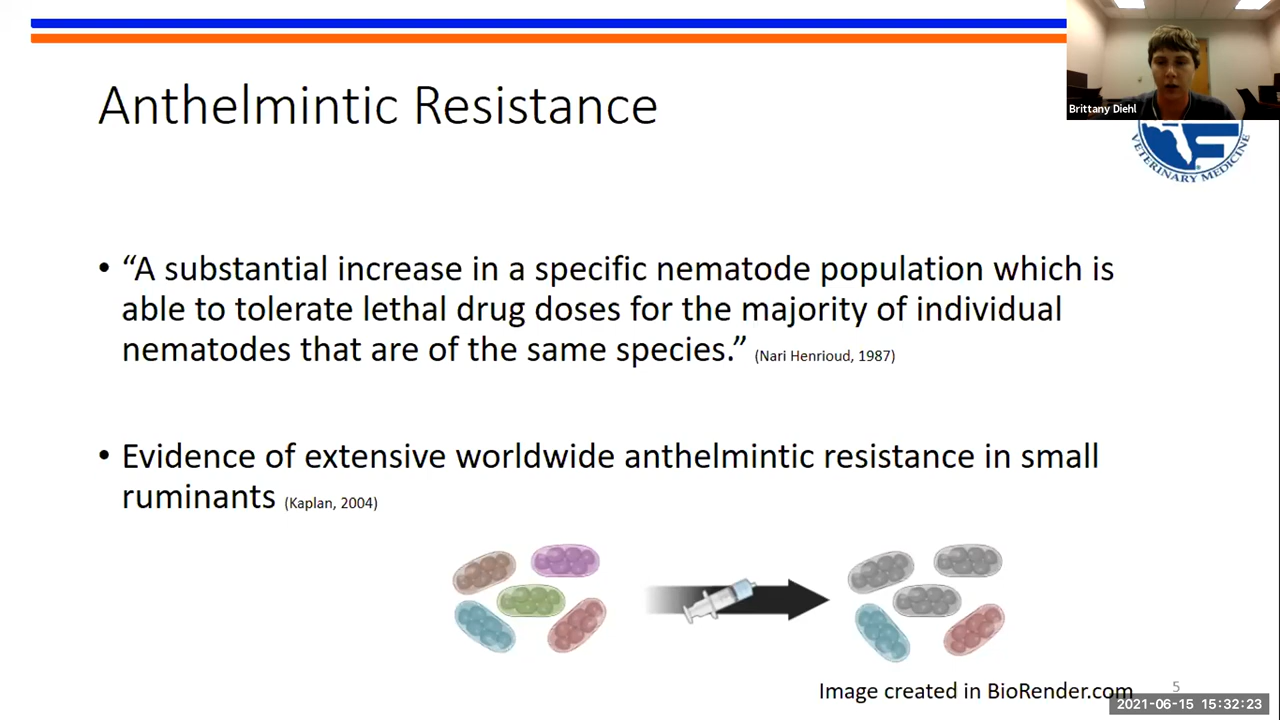 Brittany Diehl
Anthelmintic Resistance
VETERINARY MEDICINE
• “A substantial increase in a specific nematode population which is
able to tolerate lethal drug doses for the majority of individual
nematodes that are of the same species.” (Nari Henrioud, 1987)
• Evidence of extensive worldwide anthelmintic resistance in small
ruminants (Kaplan, 2004)
Image created in BioRender.com
5
2021-06-15 15:32:23